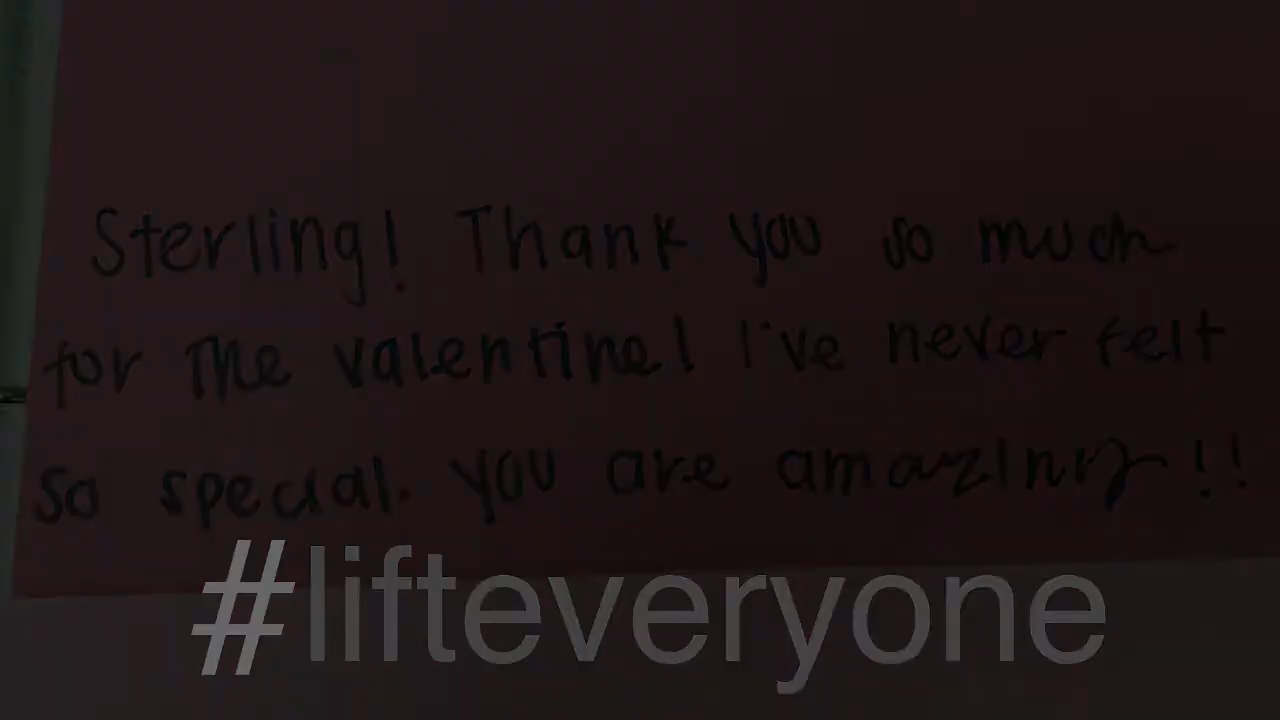 Sterling! Thank you so much
for the valentine! I've never felt
so special. you are amazing!!
#lifteveryone